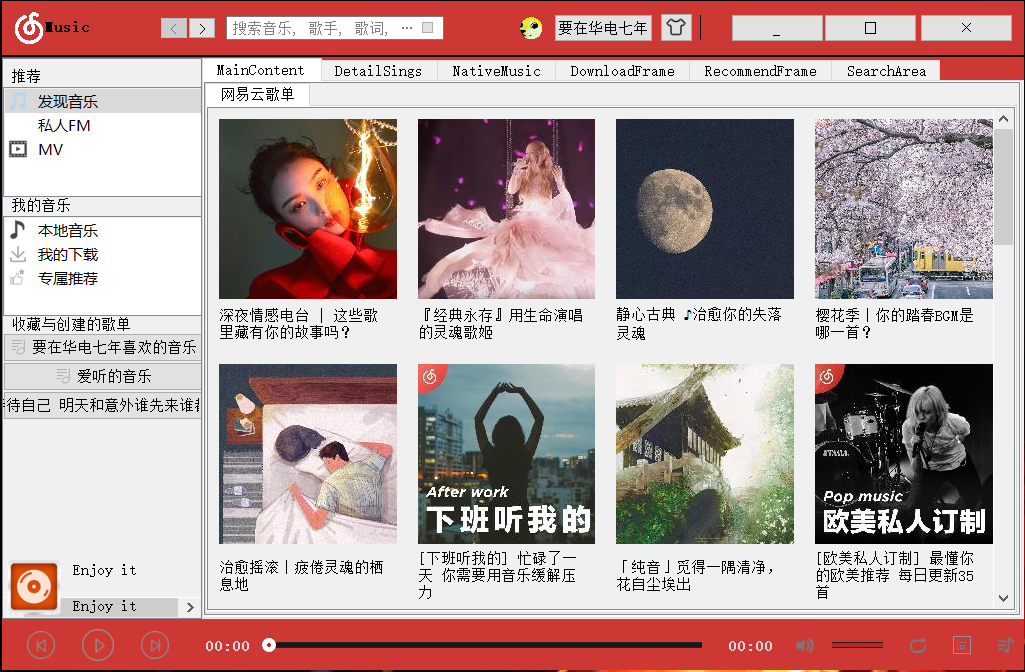 Music
搜索音乐, 歌手, 歌词, ...
要在华电七年
推荐
发现音乐
私人FM
MV
我的音乐
本地音乐
我的下载
专属推荐
收藏与创建的歌单
要在华电七年喜欢的音乐
爱听的音乐
待自己 明天和意外谁先来谁都
Enjoy it
Enjoy it
MainContent
DetailSings
NativeMusic
DownloadFrame
RecommendFrame
SearchArea
网易云歌单
深夜情感电台 | 这些歌
里藏有你的故事吗?
『经典永存』用生命演唱
的灵魂歌姬
静心古典 ♪治愈你的失落
灵魂
樱花季丨你的踏春BGM是
哪一首?
治愈摇滚丨疲倦灵魂的栖
息地
After work
下班听我的
[下班听我的] 忙碌了一
天 你需要用音乐缓解压
力
「纯音」觅得一隅清净,
花自尘埃出
TAMA
Pop music
欧美私人订制
[欧美私人订制] 最懂你
的欧美推荐 每日更新35
首
00:00
00:00